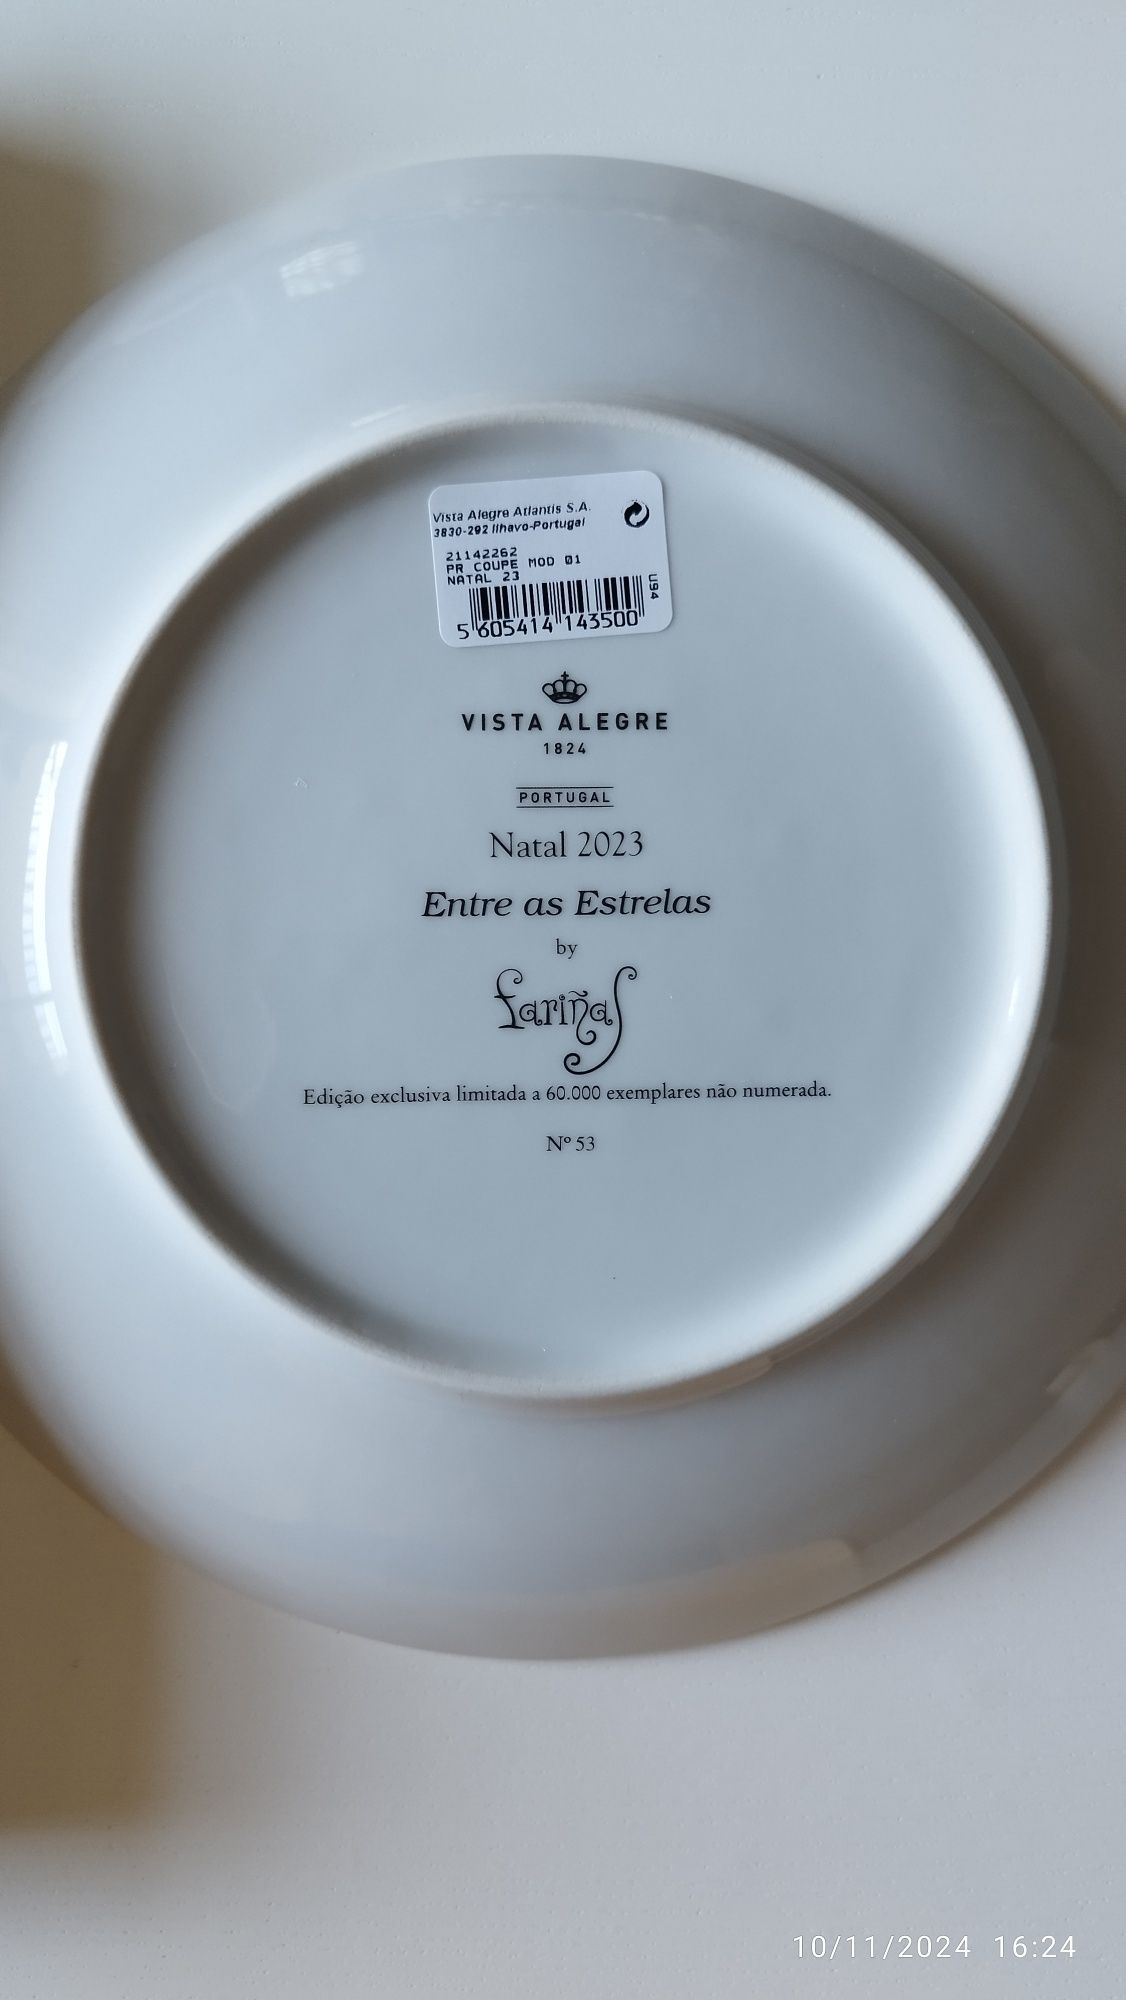 Vista Alegre Atlantis S.A.
3830-292 Ílhavo-Portugal
21142262
PR COUPE MOD 01
NATAL 23
U94
5 605414 143500
VISTA ALEGRE
1824
PORTUGAL
Natal 2023
Entre as Estrelas
by
fariñas
Edição exclusiva limitada a 60.000 exemplares não numerada.
Nº 53
10/11/2024 16:24